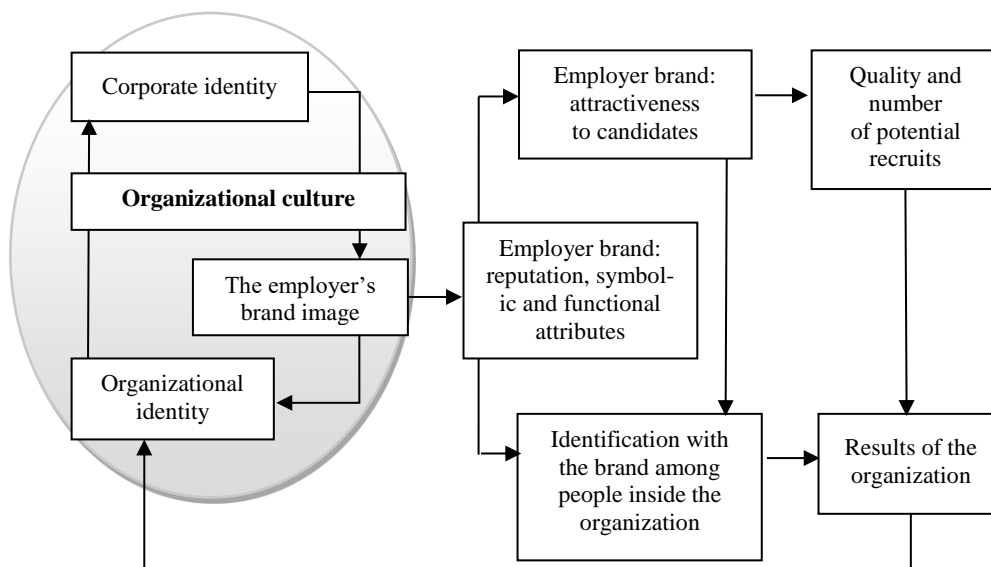 Corporate identity
Organizational culture
The employer’s
brand image
Organizational
identity
Employer brand:
attractiveness
to candidates
Employer brand:
reputation, symbol-
ic and functional
attributes
Identification with
the brand among
people inside the
organization
Quality and
number
of potential
recruits
Results of the
organization